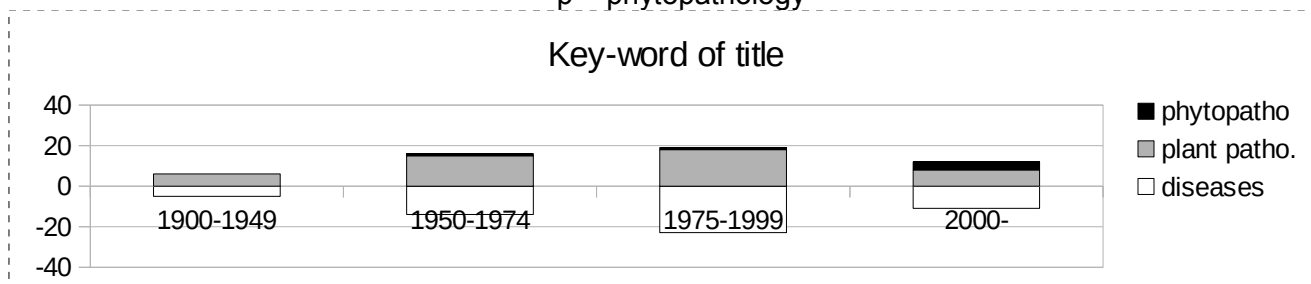 p = phytopathology
Key-word of title
40
20
0
-20
-40
1900-1949
1950-1974
1975-1999
2000-
phytopatho
plant patho.
diseases